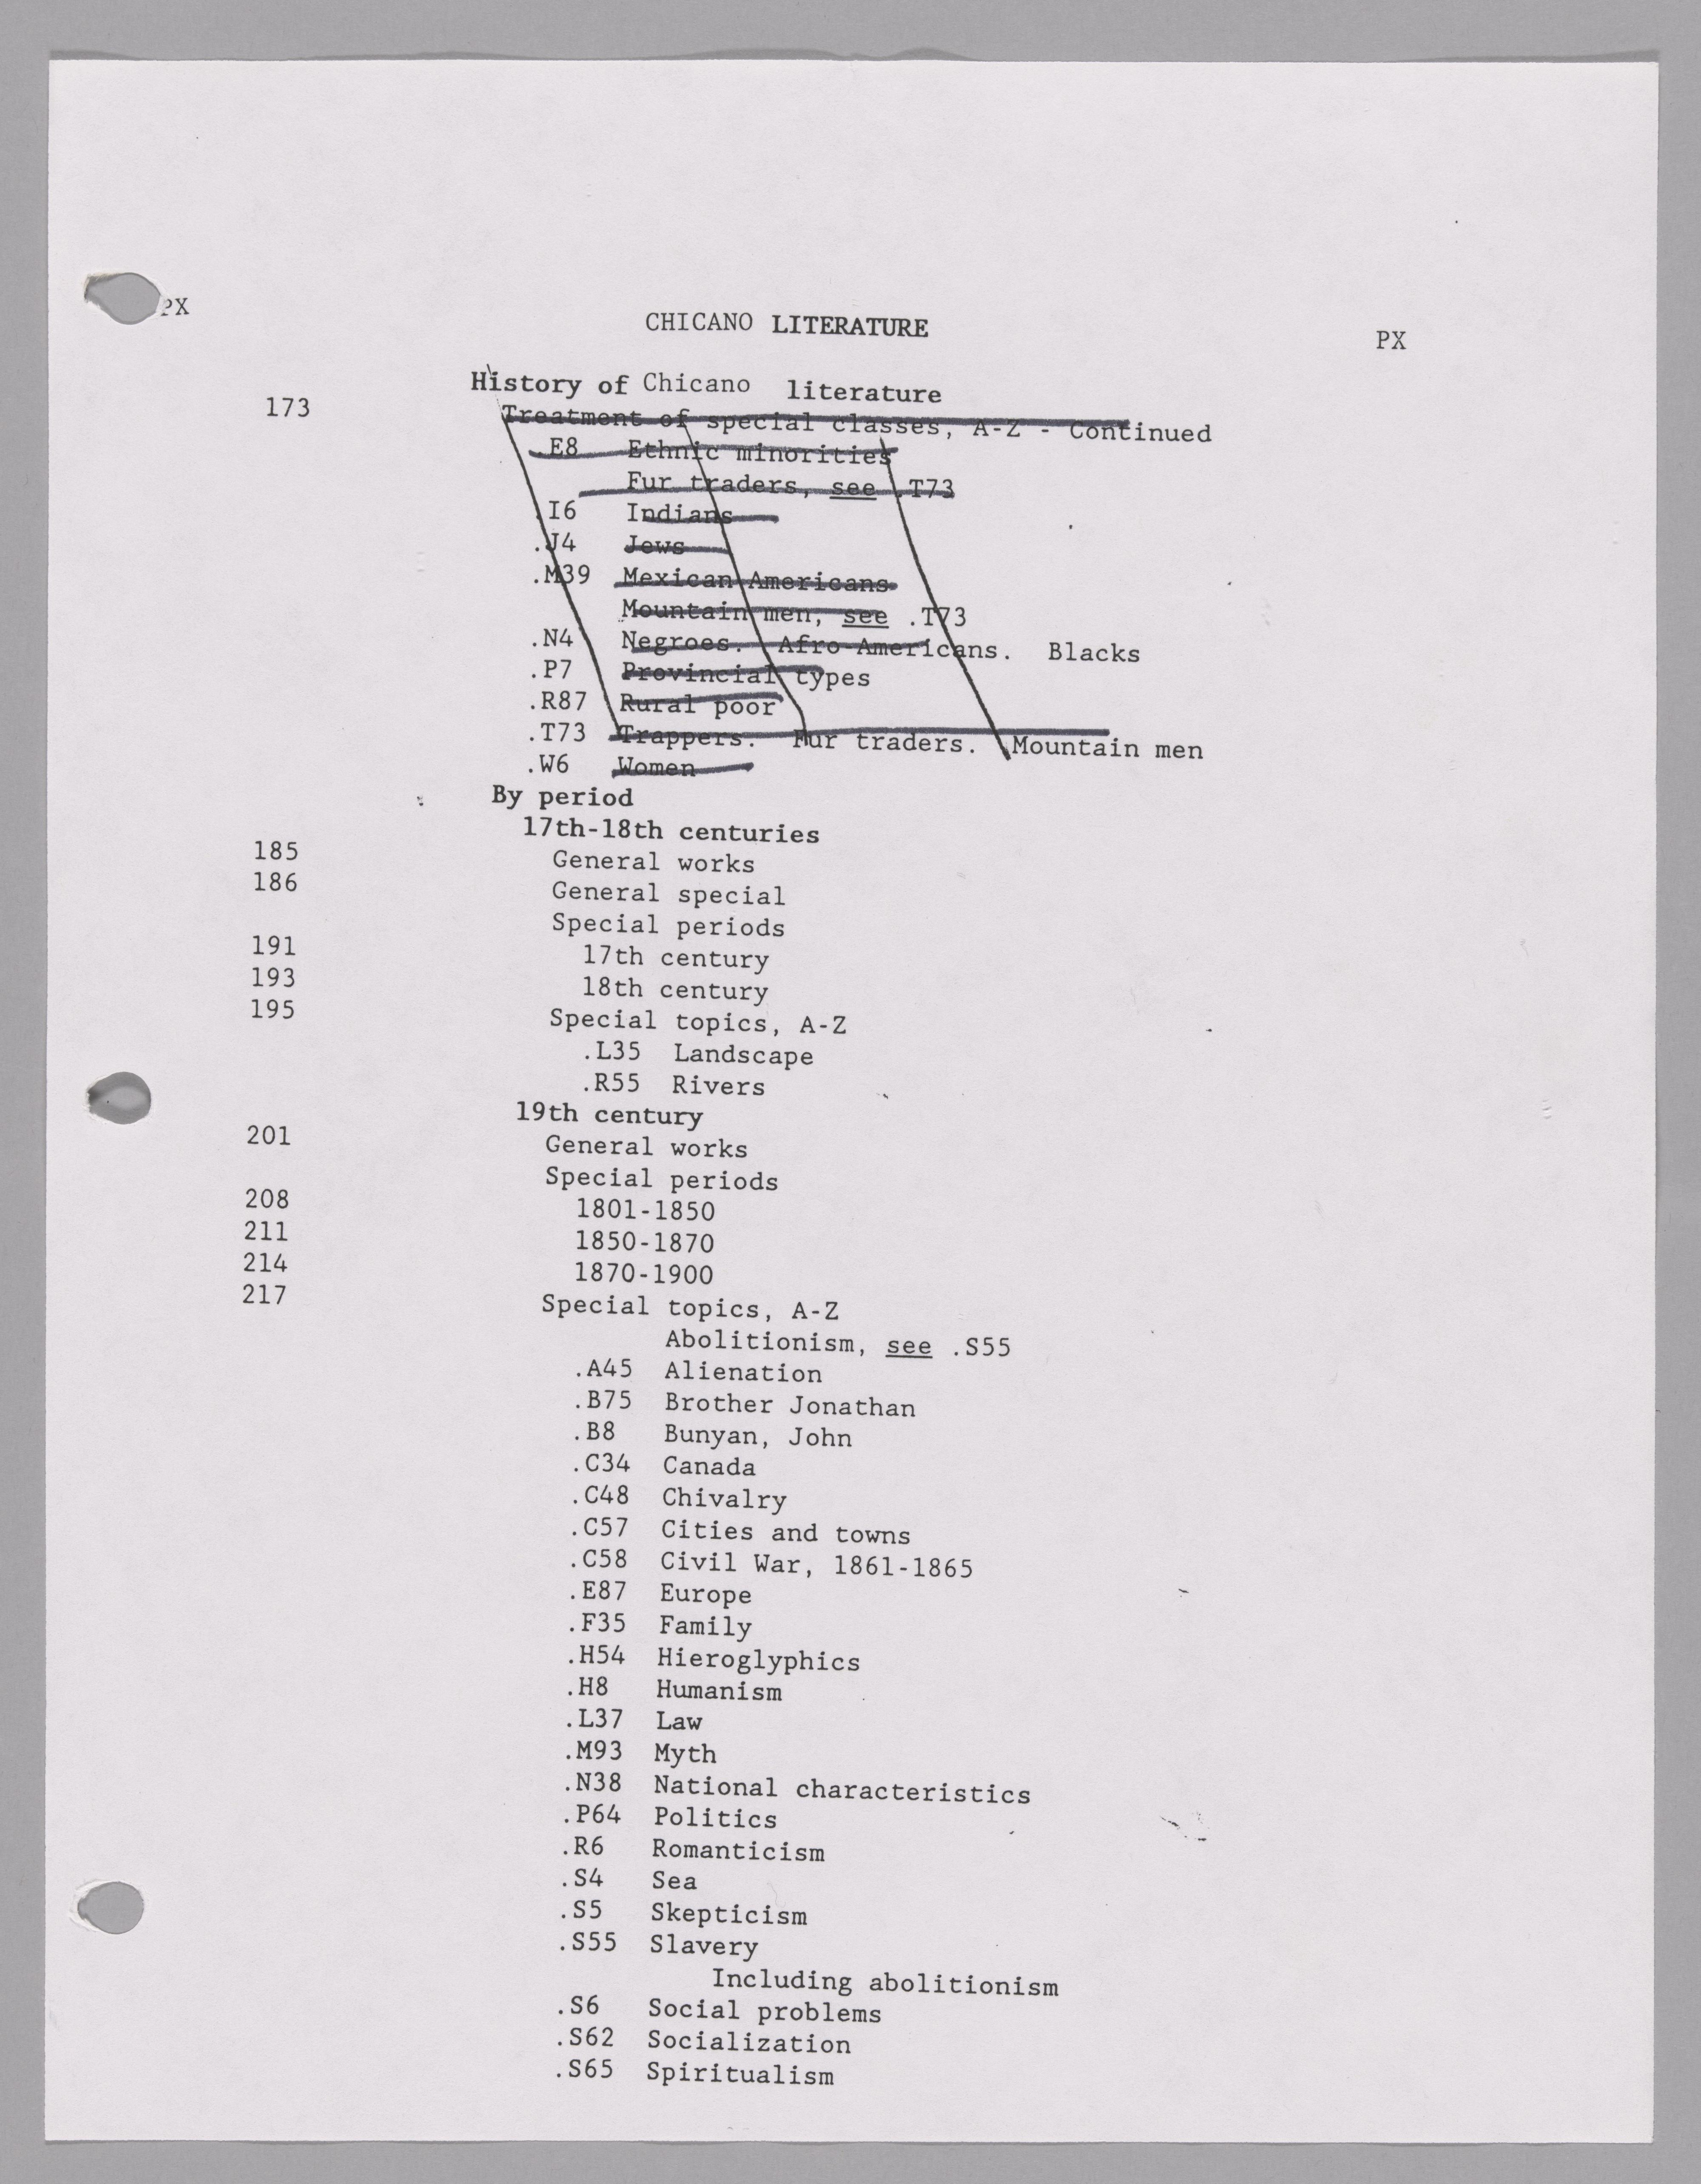 PX CHICANO LITERATURE PX
History of Chicano literature
173 Treatment of special classes, A-Z - Continued
.E8 Ethnic minorities
Fur traders, see .T73
.I6 Indians
.J4 Jews
.M39 Mexican Americans
Mountain men, see .T73
.N4 Negroes. Afro-Americans. Blacks
.P7 Provincial types
.R87 Rural poor
.T73 Trappers. Fur traders. Mountain men
.W6 Women
By period
17th-18th centuries
185 General works
186 General special
Special periods
191 17th century
193 18th century
195 Special topics, A-Z
.L35 Landscape
.R55 Rivers
19th century
201 General works
Special periods
208 1801-1850
211 1850-1870
214 1870-1900
217 Special topics, A-Z
Abolitionism, see .S55
.A45 Alienation
.B75 Brother Jonathan
.B8 Bunyan, John
.C34 Canada
.C48 Chivalry
.C57 Cities and towns
.C58 Civil War, 1861-1865
.E87 Europe
.F35 Family
.H54 Hieroglyphics
.H8 Humanism
.L37 Law
.M93 Myth
.N38 National characteristics
.P64 Politics
.R6 Romanticism
.S4 Sea
.S5 Skepticism
.S55 Slavery
Including abolitionism
.S6 Social problems
.S62 Socialization
.S65 Spiritualism